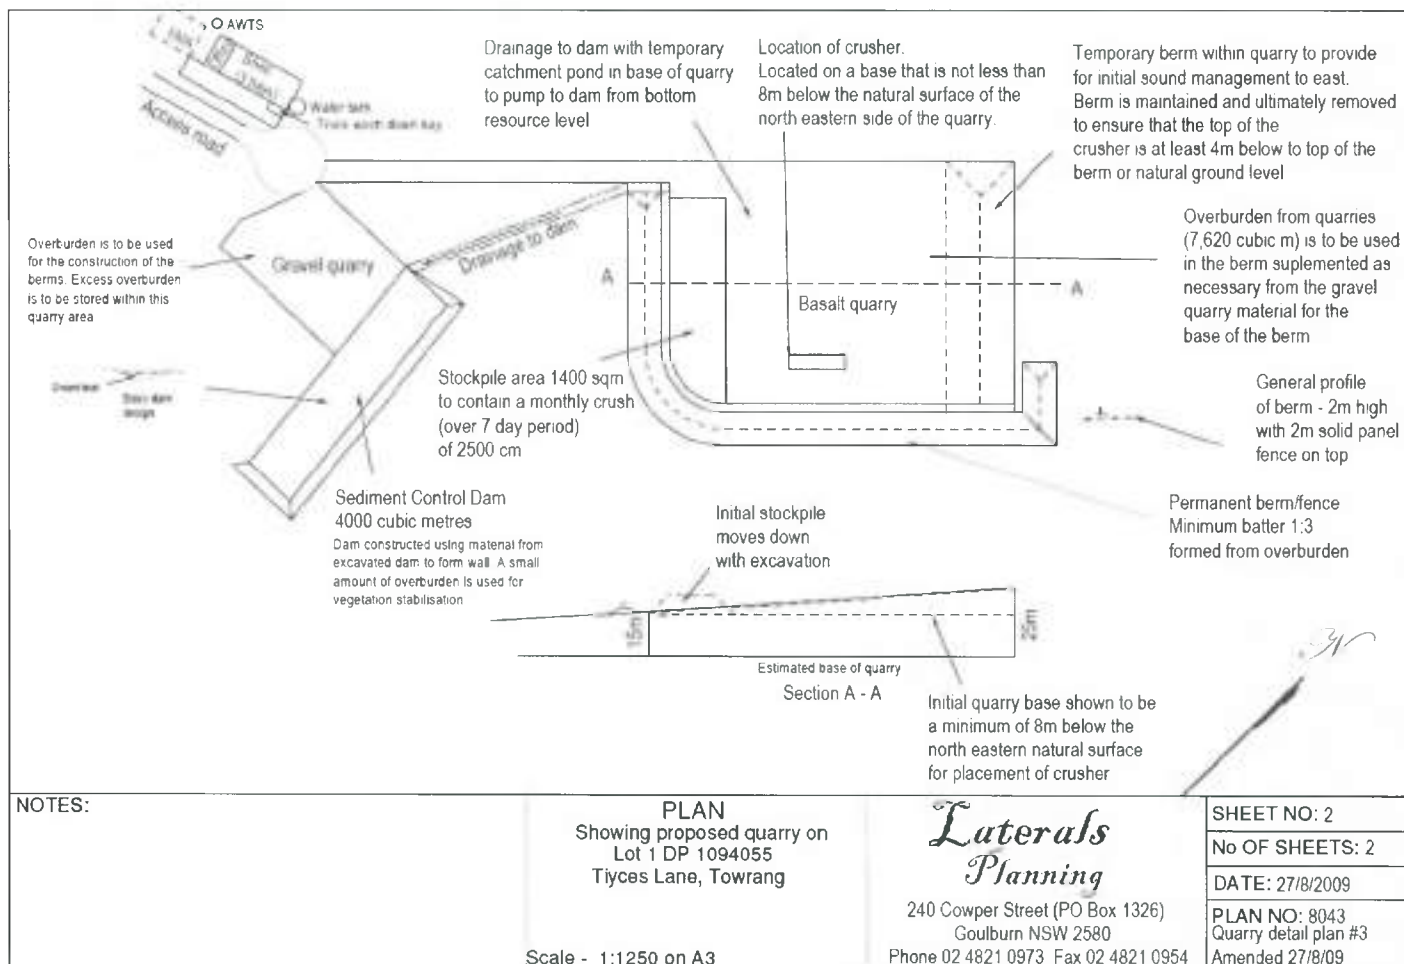 AWTS
Water tank
Truck wash down bay
Access road
Drainage to dam with temporary
catchment pond in base of quarry
to pump to dam from bottom
resource level
Location of crusher.
Located on a base that is not less than
8m below the natural surface of the
north eastern side of the quarry.
Temporary berm within quarry to provide
for initial sound management to east.
Berm is maintained and ultimately removed
to ensure that the top of the
crusher is at least 4m below to top of the
berm or natural ground level
Overburden is to be used
for the construction of the
berms. Excess overburden
is to be stored within this
quarry area
Gravel quarry
Drainage to dam
A
Basalt quarry
A
Overburden from quarries
(7,620 cubic m) is to be used
in the berm suplemented as
necessary from the gravel
quarry material for the
base of the berm
Stockpile area 1400 sqm
to contain a monthly crush
(over 7 day period)
of 2500 cm
General profile
of berm - 2m high
with 2m solid panel
fence on top
Sediment Control Dam
4000 cubic metres
Dam constructed using material from
excavated dam to form wall. A small
amount of overburden is used for
vegetation stabilisation
Initial stockpile
moves down
with excavation
Permanent berm/fence
Minimum batter 1:3
formed from overburden
15m
25m
Estimated base of quarry
Section A - A
Initial quarry base shown to be
a minimum of 8m below the
north eastern natural surface
for placement of crusher
NOTES:
PLAN
Showing proposed quarry on
Lot 1 DP 1094055
Tiyces Lane, Towrang
Scale - 1:1250 on A3
Laterals
Planning
240 Cowper Street (PO Box 1326)
Goulburn NSW 2580
Phone 02 4821 0973 Fax 02 4821 0954
SHEET NO: 2
No OF SHEETS: 2
DATE: 27/8/2009
PLAN NO: 8043
Quarry detail plan #3
Amended 27/8/09